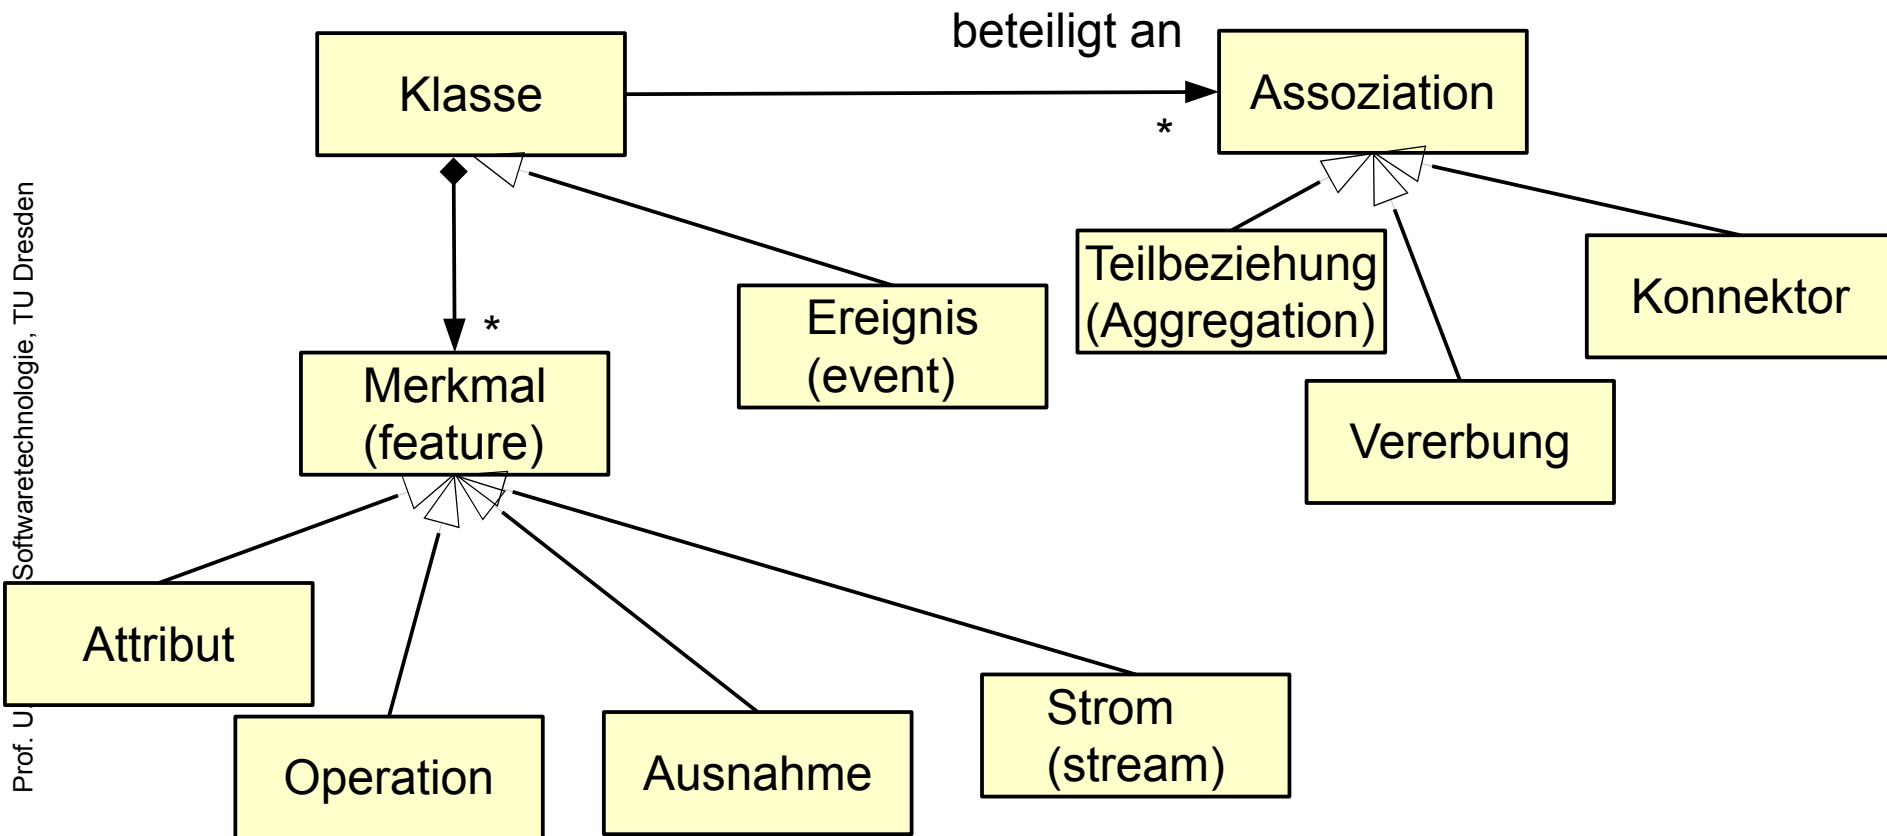 beteiligt an
Klasse
Assoziation
*
*
Teilbeziehung
(Aggregation)
Konnektor
Ereignis
(event)
Merkmal
(feature)
Vererbung
Attribut
Operation
Ausnahme
Strom
(stream)
Prof. U. Softwaretechnologie, TU Dresden